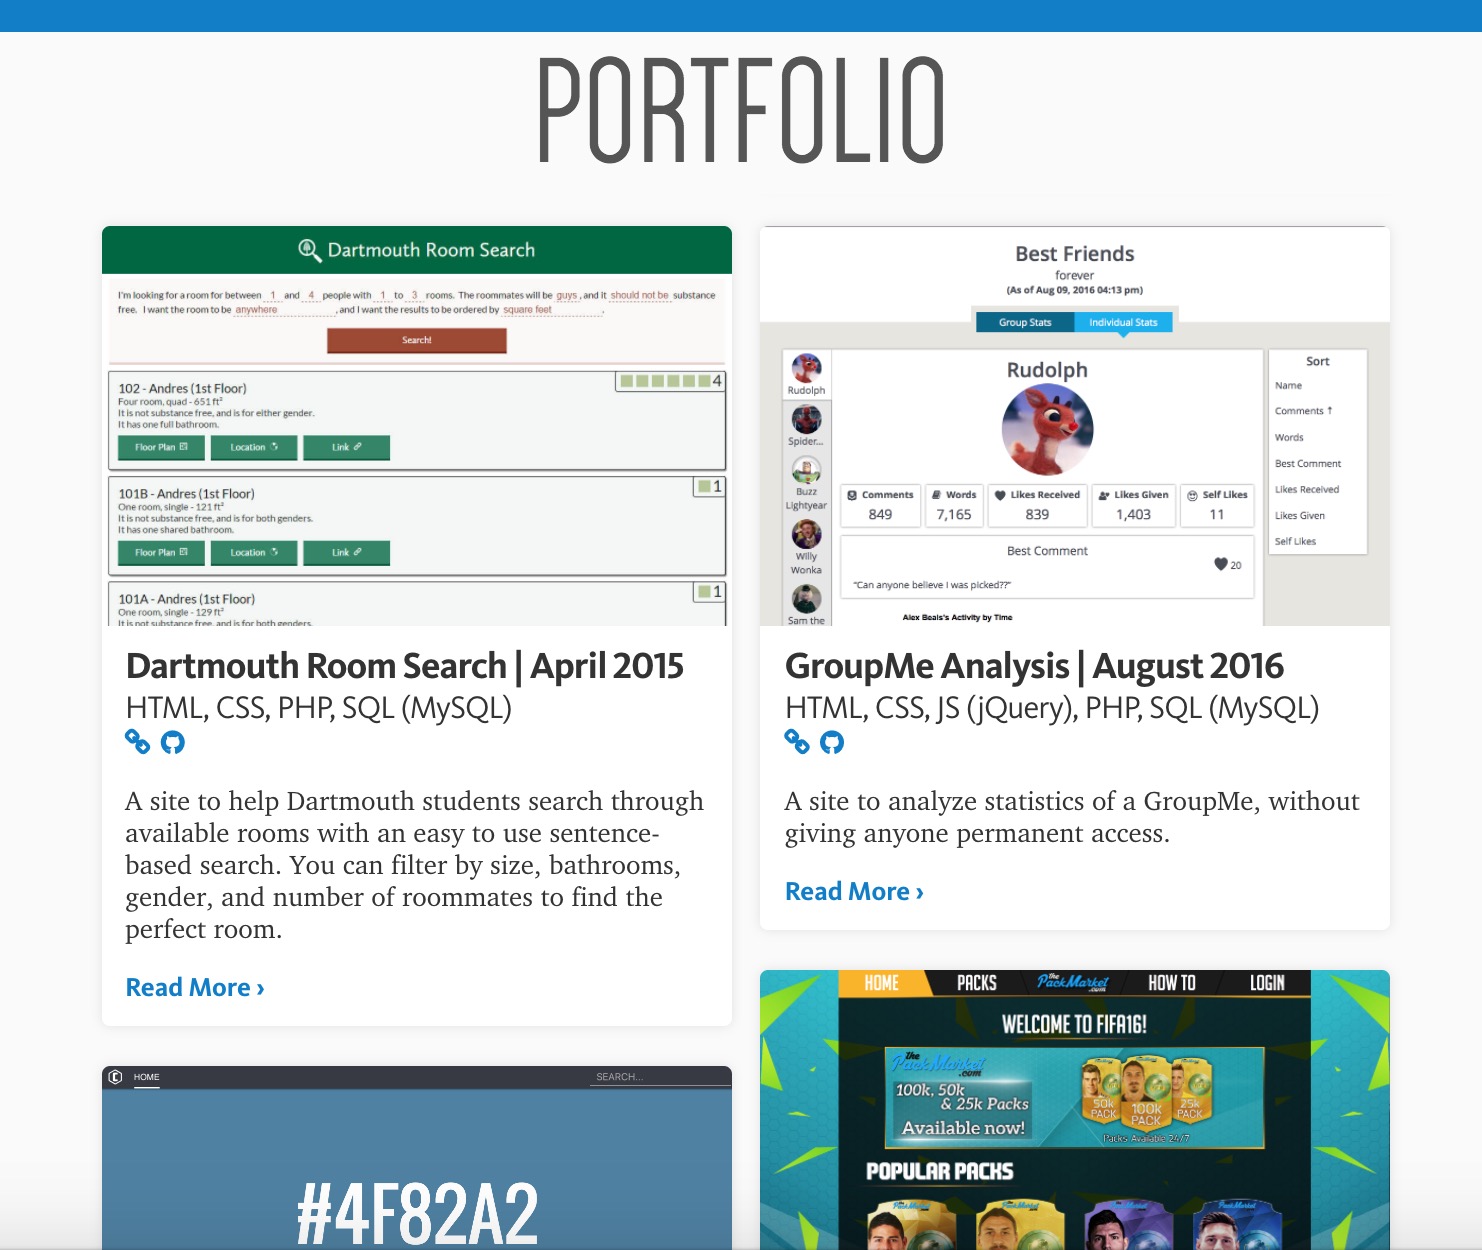 PORTFOLIO
Dartmouth Room Search
I'm looking for a room for between 1 and 4 people with 1 to 3 rooms. The roommates will be guys, and it should not be substance
free. I want the room to be anywhere, and I want the results to be ordered by square feet.
Search!
102 - Andres (1st Floor)
4
Four room, quad - 651 ft²
It is not substance free, and is for either gender.
It has one full bathroom.
Floor Plan Location Link
101B - Andres (1st Floor)
1
One room, single - 121 ft²
It is not substance free, and is for both genders.
It has one shared bathroom.
Floor Plan Location Link
101A - Andres (1st Floor)
1
One room, single - 129 ft²
It is not substance free, and is for both genders.
Dartmouth Room Search | April 2015
HTML, CSS, PHP, SQL (MySQL)
A site to help Dartmouth students search through
available rooms with an easy to use sentence-
based search. You can filter by size, bathrooms,
gender, and number of roommates to find the
perfect room.
Read More ›
Best Friends
forever
(As of Aug 09, 2016 04:13 pm)
Group Stats Individual Stats
Rudolph
Spider...
Buzz
Lightyear
Willy
Wonka
Sam the
Rudolph
Comments Words Likes Received Likes Given Self Likes
849 7,165 839 1,403 11
Best Comment
20
"Can anyone believe I was picked??"
Alex Beals's Activity by Time
Sort
Name
Comments ↑
Words
Best Comment
Likes Received
Likes Given
Self Likes
GroupMe Analysis | August 2016
HTML, CSS, JS (jQuery), PHP, SQL (MySQL)
A site to analyze statistics of a GroupMe, without
giving anyone permanent access.
Read More ›
HOME SEARCH...
#4F82A2
HOME PACKS the PackMarket .com HOW TO LOGIN
WELCOME TO FIFA16!
the
PackMarket
.com
100k, 50k
& 25k Packs
Available now!
50k
PACK
100k
PACK
25k
PACK
Packs Available 24/7
POPULAR PACKS
PackMarket PackMarket PackMarket PackMarket